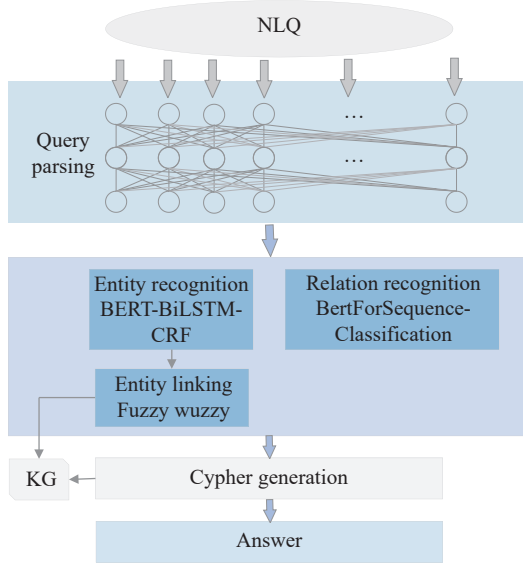 NLQ
Query
parsing
...
...
Entity recognition
BERT-BiLSTM-
CRF
Relation recognition
BertForSequence-
Classification
Entity linking
Fuzzy wuzzy
KG
Cypher generation
Answer